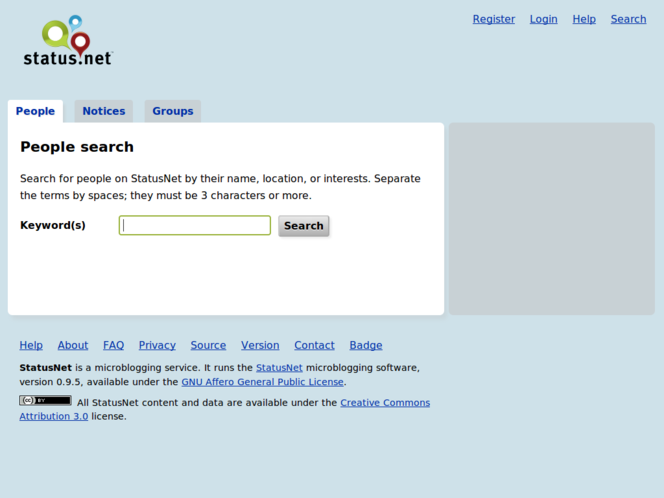 Register Login Help Search
status.net
People Notices Groups
People search
Search for people on StatusNet by their name, location, or interests. Separate
the terms by spaces; they must be 3 characters or more.
Keyword(s) Search
Help About FAQ Privacy Source Version Contact Badge
StatusNet is a microblogging service. It runs the StatusNet microblogging software,
version 0.9.5, available under the GNU Affero General Public License.
cc BY All StatusNet content and data are available under the Creative Commons
Attribution 3.0 license.